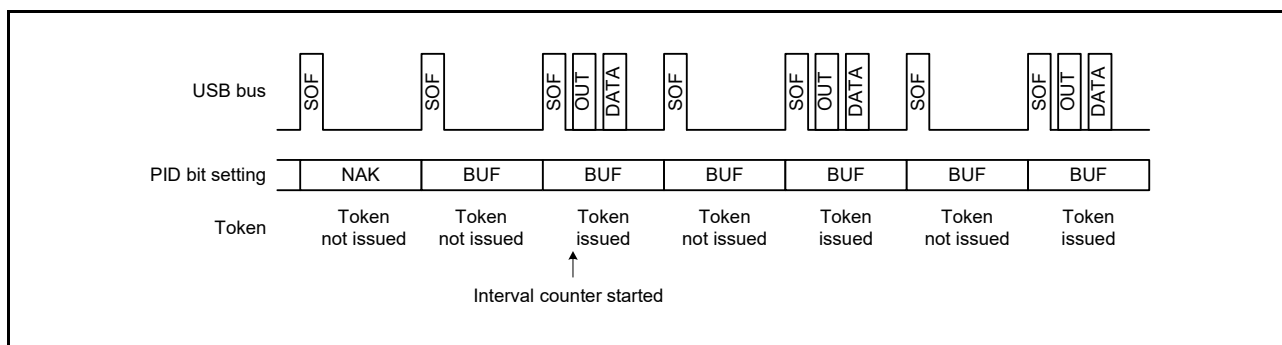 USB bus
SOF SOF SOF OUT DATA SOF SOF OUT DATA SOF SOF OUT DATA
PID bit setting NAK BUF BUF BUF BUF BUF BUF
Token Token Token Token Token Token Token Token
not issued not issued issued not issued issued not issued issued
Interval counter started